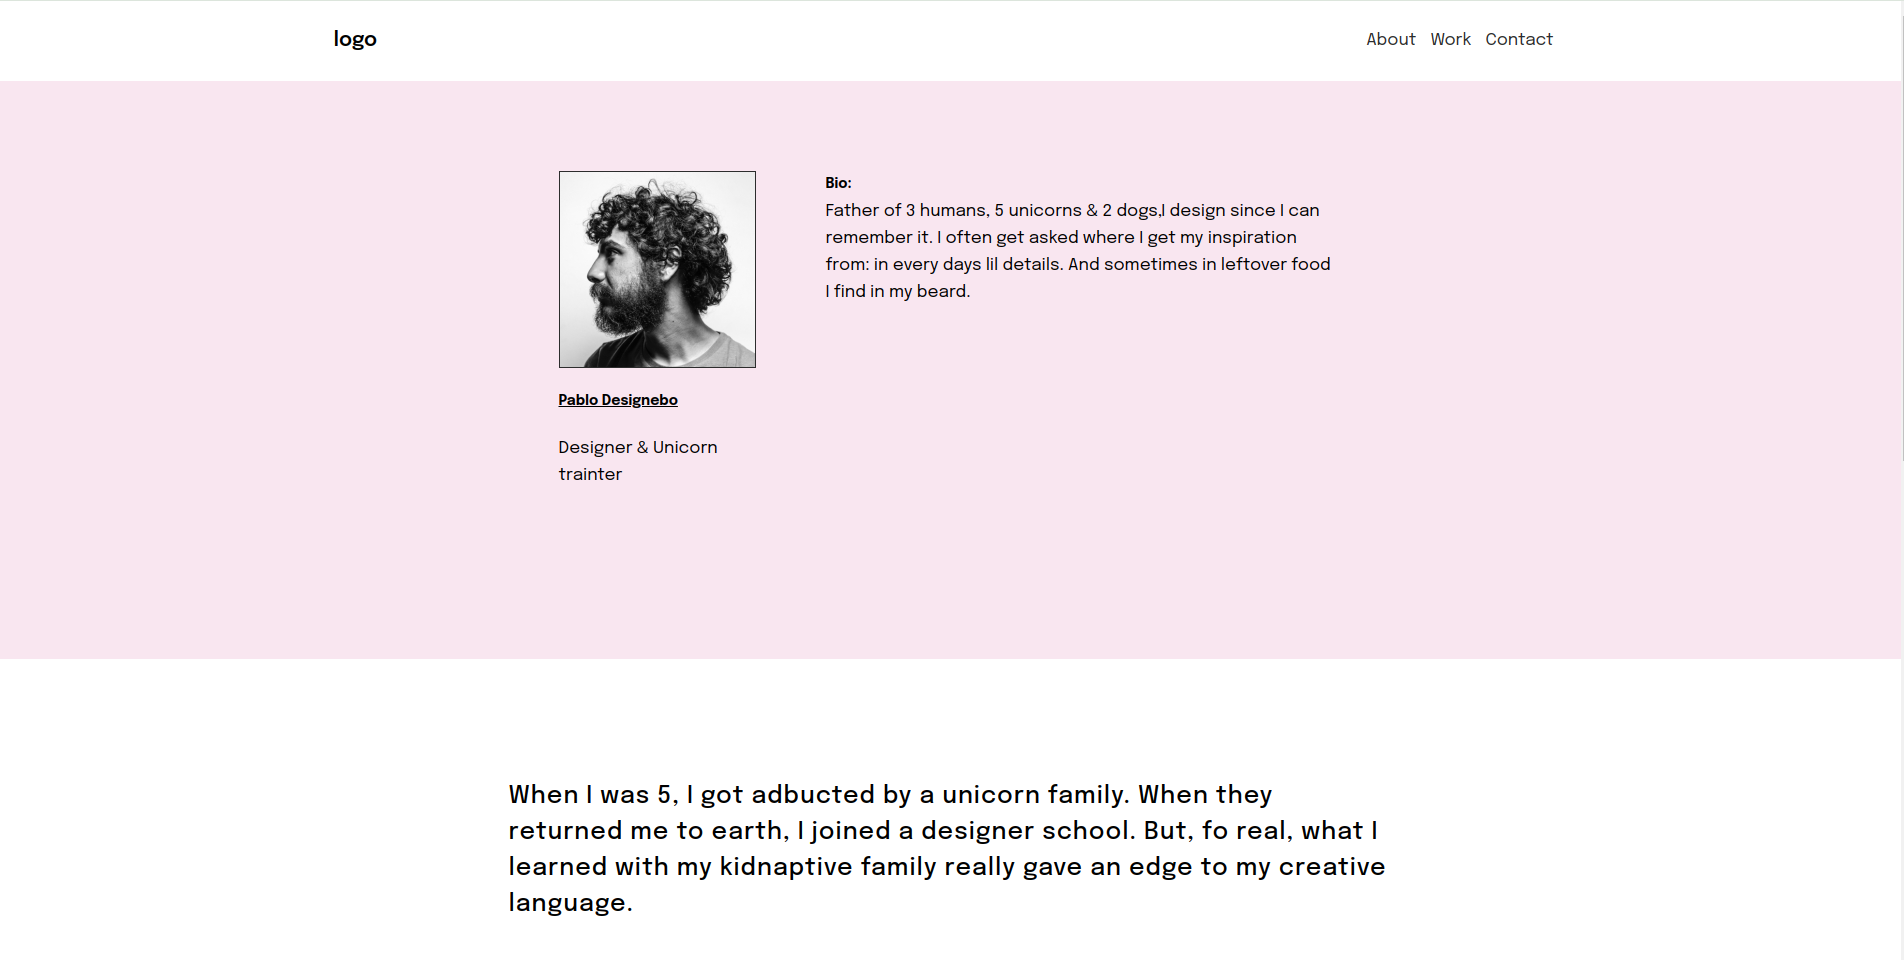 logo
About Work Contact
Bio:
Father of 3 humans, 5 unicorns & 2 dogs,I design since I can
remember it. I often get asked where I get my inspiration
from: in every days lil details. And sometimes in leftover food
I find in my beard.
Pablo Designebo
Designer & Unicorn
trainter
When I was 5, I got adbucted by a unicorn family. When they
returned me to earth, I joined a designer school. But, fo real, what I
learned with my kidnaptive family really gave an edge to my creative
language.